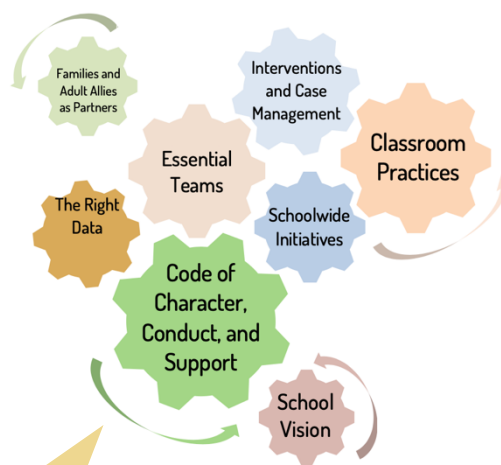 Families and
Adult Allies
as Partners
Interventions
and Case
Management
Classroom
Practices
Essential
Teams
The Right
Data
Schoolwide
Initiatives
Code of
Character,
Conduct, and
Support
School
Vision